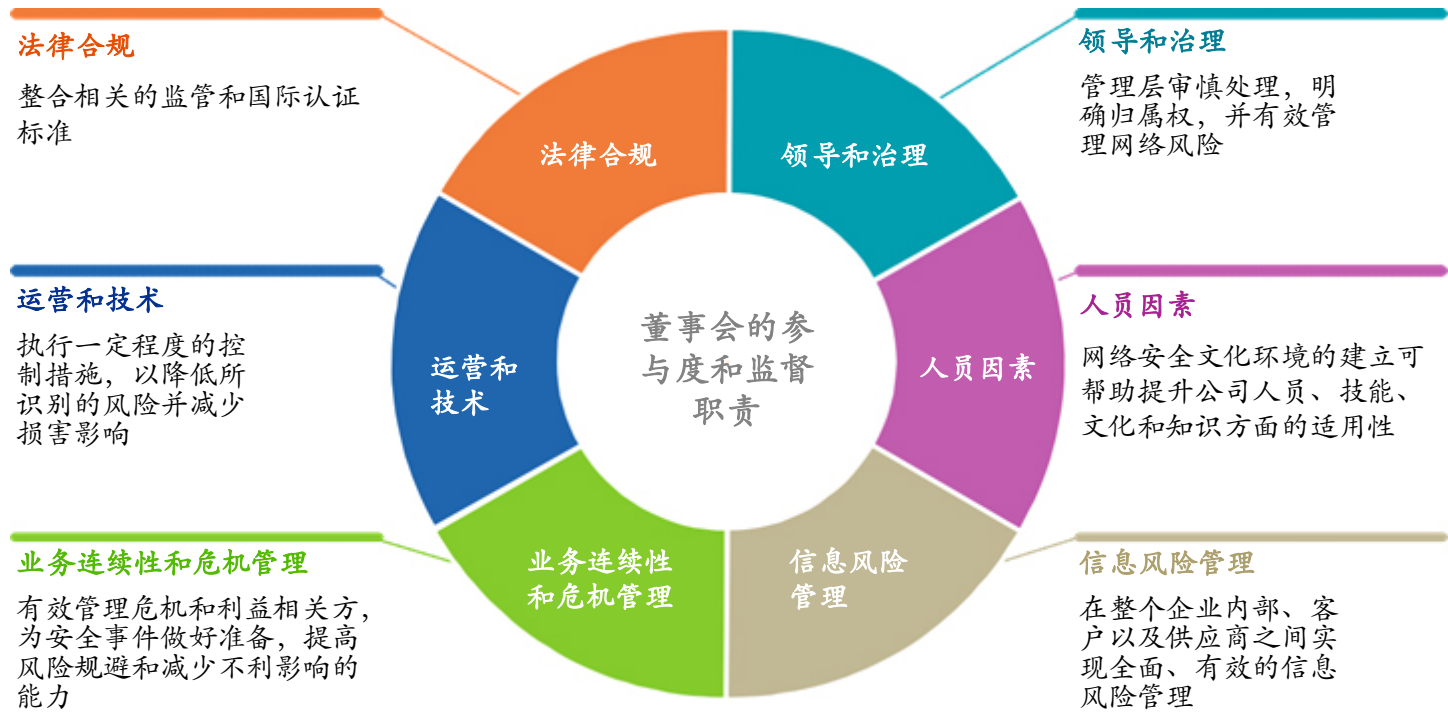 法律合规
整合相关的监管和国际认证
标准
领导和治理
管理层审慎处理，明
确归属权，并有效管
理网络风险
法律合规
领导和治理
运营和技术
执行一定程度的控
制措施，以降低所
识别的风险并减少
损害影响
运营和
技术
董事会的参
与度和监督
职责
人员因素
人员因素
网络安全文化环境的建立可
帮助提升公司人员、技能、
文化和知识方面的适用性
业务连续性和危机管理
有效管理危机和利益相关方，
为安全事件做好准备，提高
风险规避和减少不利影响的
能力
业务连续性
和危机管理
信息风险
管理
信息风险管理
在整个企业内部、客
户以及供应商之间实
现全面、有效的信息
风险管理